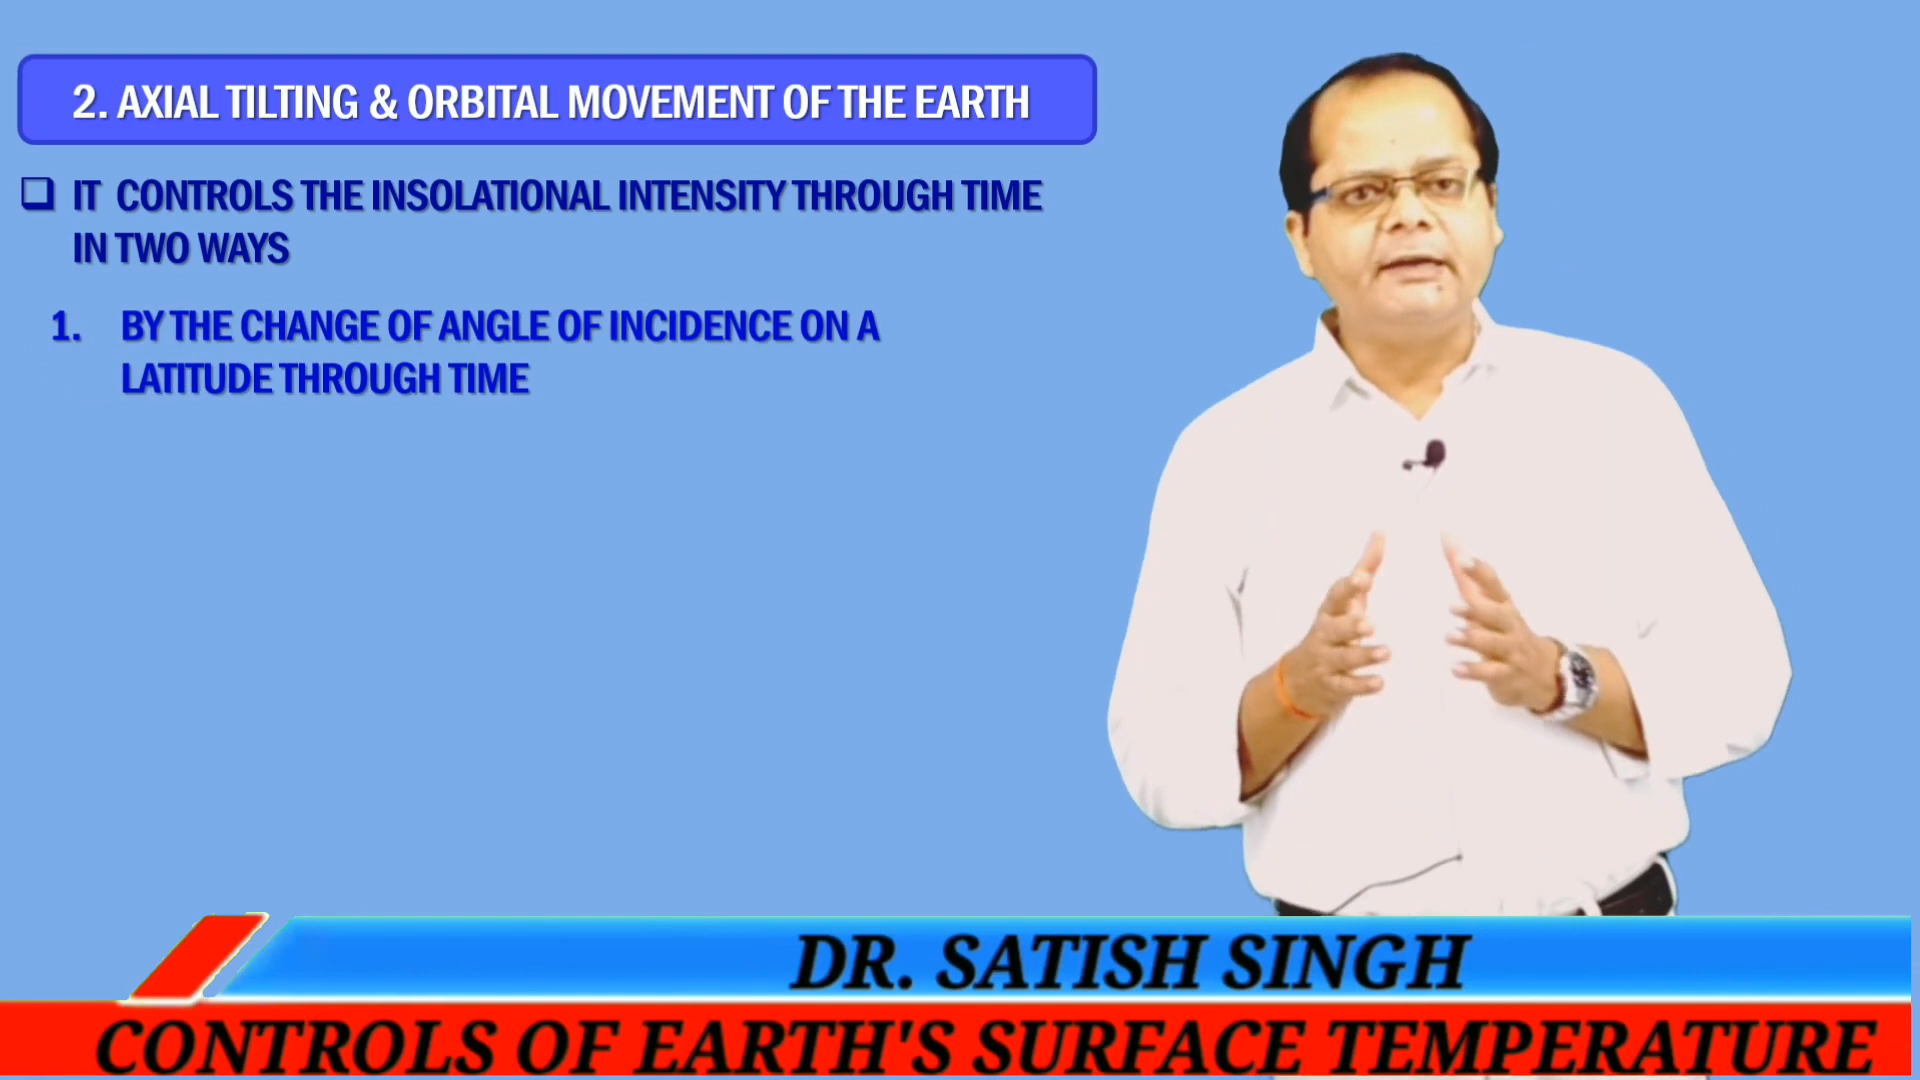 2. AXIAL TILTING & ORBITAL MOVEMENT OF THE EARTH
IT CONTROLS THE INSOLATIONAL INTENSITY THROUGH TIME
IN TWO WAYS
1. BY THE CHANGE OF ANGLE OF INCIDENCE ON A
LATITUDE THROUGH TIME
DR. SATISH SINGH
CONTROLS OF EARTH'S SURFACE TEMPERATURE